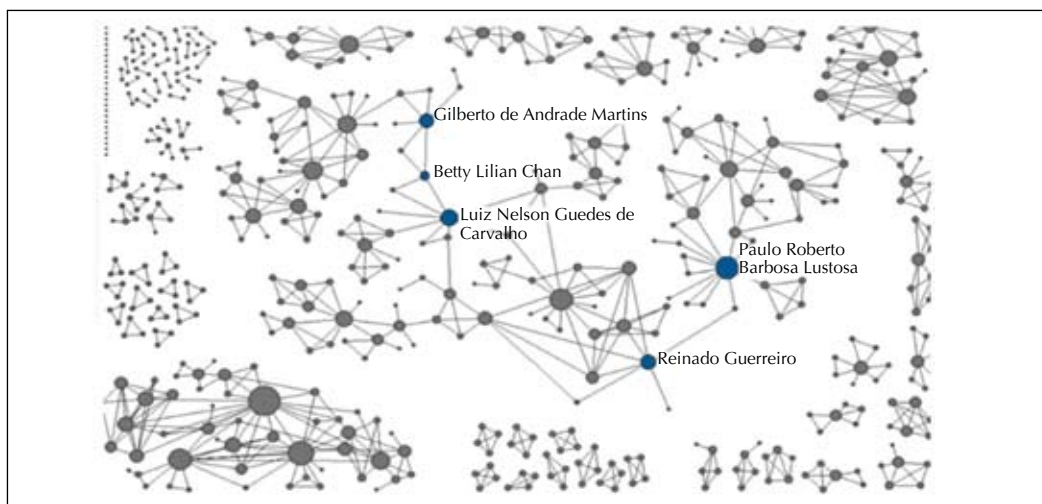 Gilberto de Andrade Martins
Betty Lilian Chan
Luiz Nelson Guedes de
Carvalho
Paulo Roberto
Barbosa Lustosa
Reinado Guerreiro